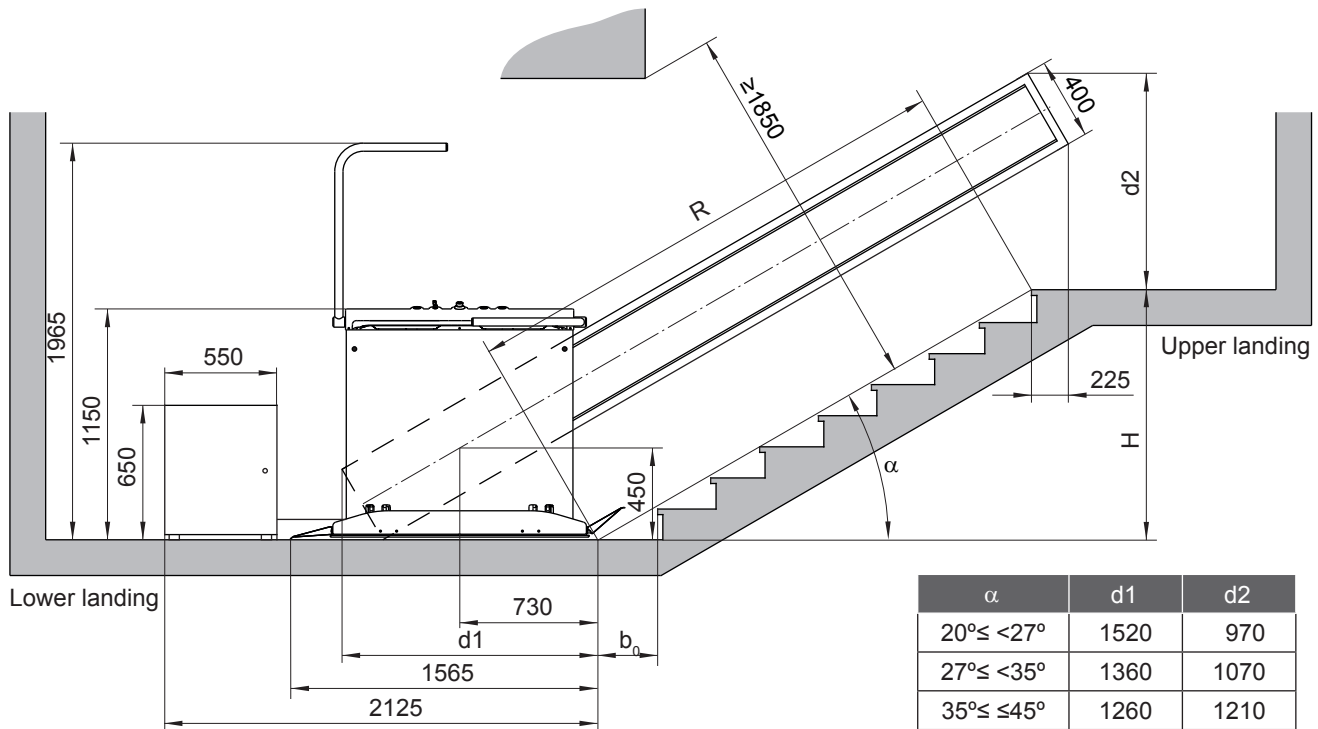 400
≥1850
d2
R
1965
1150
550
650
Upper landing
225
H
α
450
Lower landing
730
d1
b₀
1565
2125
α d1 d2
20º≤ <27º 1520 970
27º≤ <35º 1360 1070
35º≤ ≤45º 1260 1210